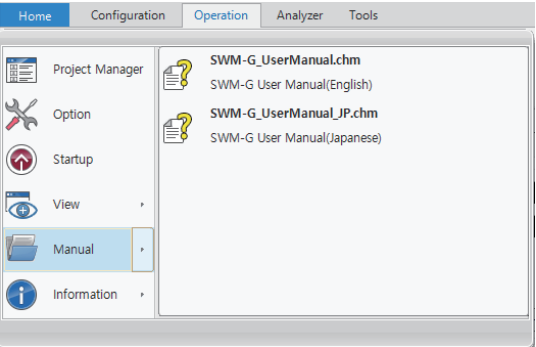 Home Configuration Operation Analyzer Tools
Project Manager
Option
Startup
View
Manual
Information
SWM-G_UserManual.chm
SWM-G User Manual(English)
SWM-G_UserManual_JP.chm
SWM-G User Manual(Japanese)